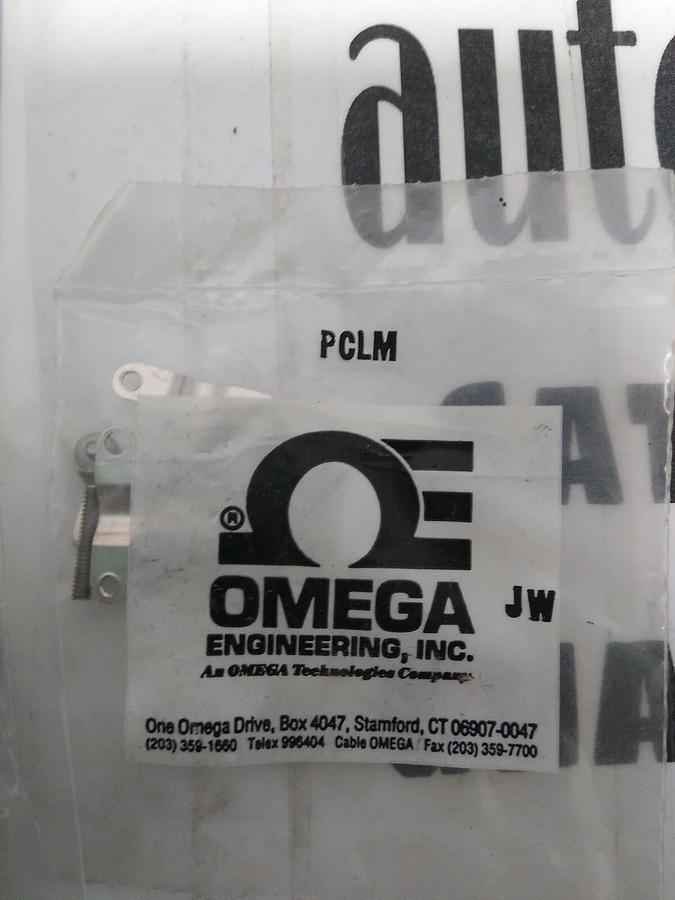 aut
PCLM
®
OMEGA
JW
ENGINEERING, INC.
An OMEGA Technologies Company
One Omega Drive, Box 4047, Stamford, CT 06907-0047
(203) 359-1660 Telex 996404 Cable OMEGA Fax (203) 359-7700